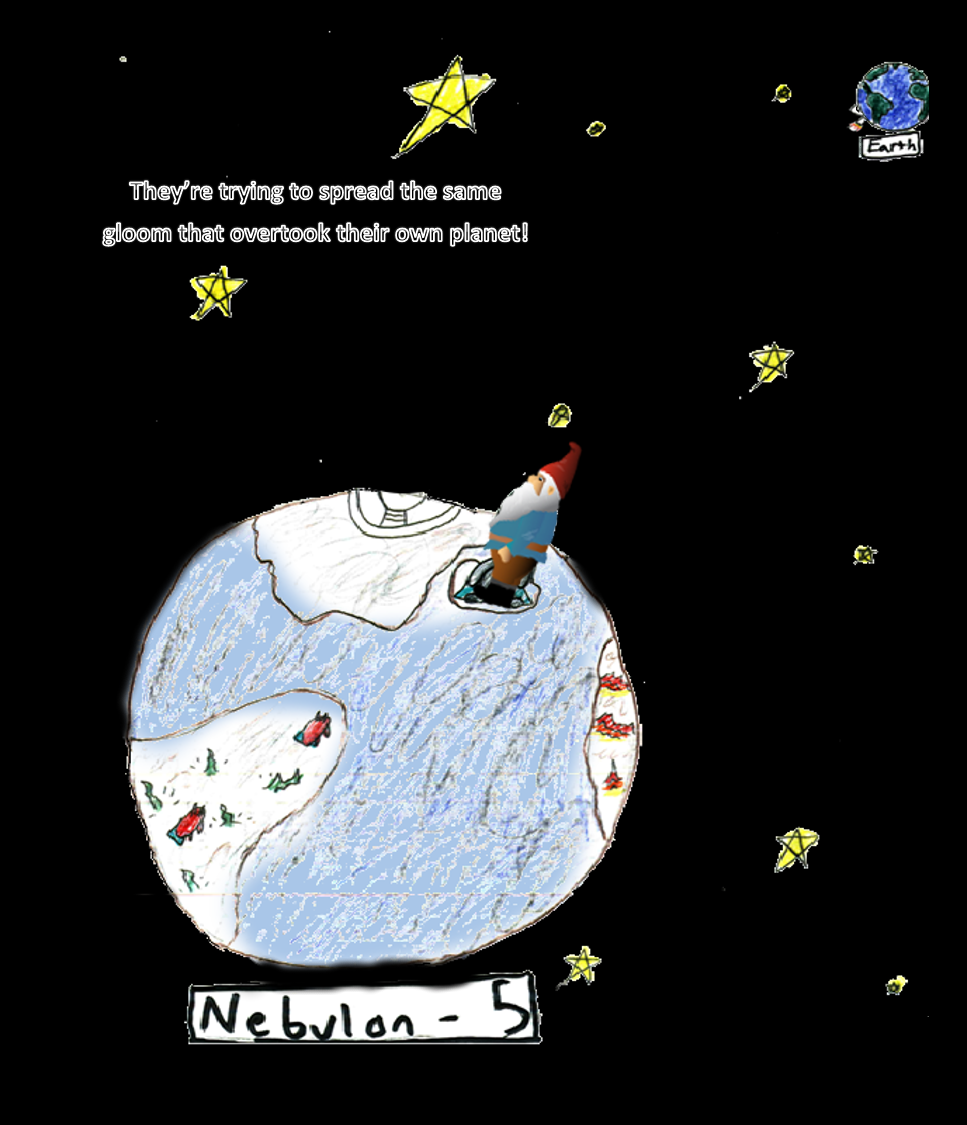 Earth
They’re trying to spread the same
gloom that overtook their own planet!
Nebulon - 5